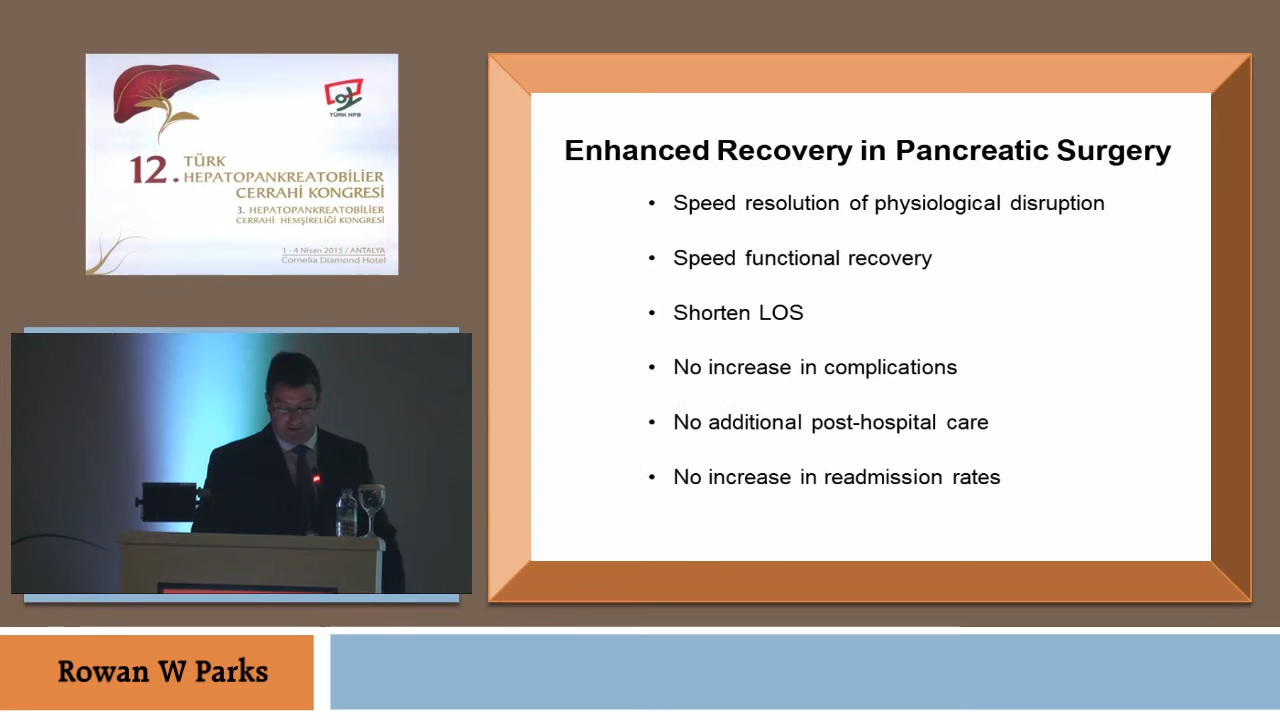 TÜRK HPB
12. TÜRK
HEPATOPANKREATOBİLİER
CERRAHİ KONGRESİ
3. HEPATOPANKREATOBİLİER
CERRAHİ HEMŞİRELİĞİ KONGRESİ
1 - 4 Nisan 2015 / ANTALYA
Cornelia Diamond Hotel
Enhanced Recovery in Pancreatic Surgery
• Speed resolution of physiological disruption
• Speed functional recovery
• Shorten LOS
• No increase in complications
• No additional post-hospital care
• No increase in readmission rates
Rowan W Parks